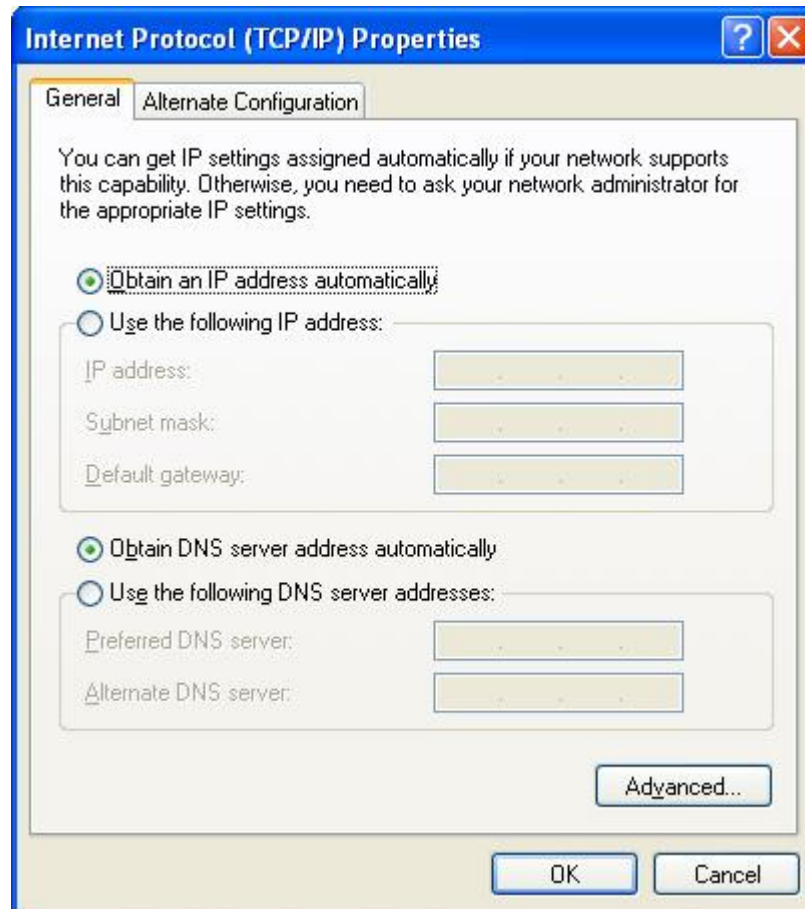 Internet Protocol (TCP/IP) Properties
General
Alternate Configuration
You can get IP settings assigned automatically if your network supports
this capability. Otherwise, you need to ask your network administrator for
the appropriate IP settings.
Obtain an IP address automatically
Use the following IP address:
IP address:
Subnet mask:
Default gateway:
Obtain DNS server address automatically
Use the following DNS server addresses:
Preferred DNS server:
Alternate DNS server:
Advanced...
OK
Cancel